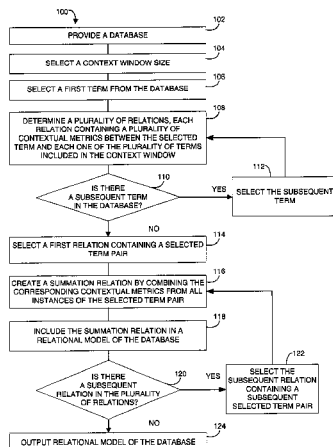 100
102
PROVIDE A DATABASE
104
SELECT A CONTEXT WINDOW SIZE
106
SELECT A FIRST TERM FROM THE DATABASE
108
DETERMINE A PLURALITY OF RELATIONS, EACH
RELATION CONTAINING A PLURALITY OF
CONTEXTUAL METRICS BETWEEN THE SELECTED
TERM AND EACH ONE OF THE PLURALITY OF TERMS
INCLUDED IN THE CONTEXT WINDOW
110
IS THERE
A SUBSEQUENT TERM
IN THE DATABASE?
YES
112
SELECT THE SUBSEQUENT
TERM
NO
114
SELECT A FIRST RELATION CONTAINING A SELECTED
TERM PAIR
116
CREATE A SUMMATION RELATION BY COMBINING THE
CORRESPONDING CONTEXTUAL METRICS FROM ALL
INSTANCES OF THE SELECTED TERM PAIR
118
INCLUDE THE SUMMATION RELATION IN A
RELATIONAL MODEL OF THE DATABASE
120
IS THERE
A SUBSEQUENT
RELATION IN THE PLURALITY
OF RELATIONS?
YES
122
SELECT THE
SUBSEQUENT RELATION
CONTAINING A
SUBSEQUENT
SELECTED TERM PAIR
NO
124
OUTPUT RELATIONAL MODEL OF THE DATABASE